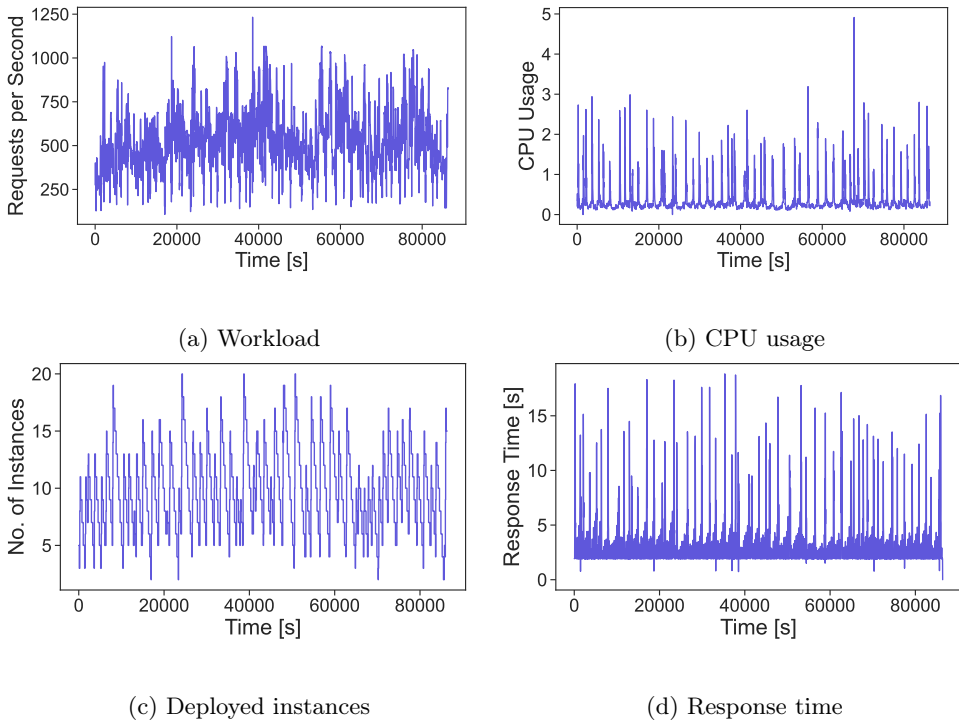 1250
1000
750
500
250
Requests per Second
0 20000 40000 60000 80000
Time [s]
(a) Workload
5
4
3
2
1
0
CPU Usage
0 20000 40000 60000 80000
Time [s]
(b) CPU usage
20
15
10
5
No. of Instances
0 20000 40000 60000 80000
Time [s]
(c) Deployed instances
15
10
5
0
Response Time [s]
0 20000 40000 60000 80000
Time [s]
(d) Response time